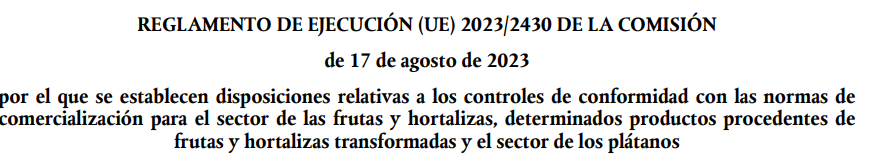 REGLAMENTO DE EJECUCIÓN (UE) 2023/2430 DE LA COMISIÓN
de 17 de agosto de 2023
por el que se establecen disposiciones relativas a los controles de conformidad con las normas de
comercialización para el sector de las frutas y hortalizas, determinados productos procedentes de
frutas y hortalizas transformadas y el sector de los plátanos